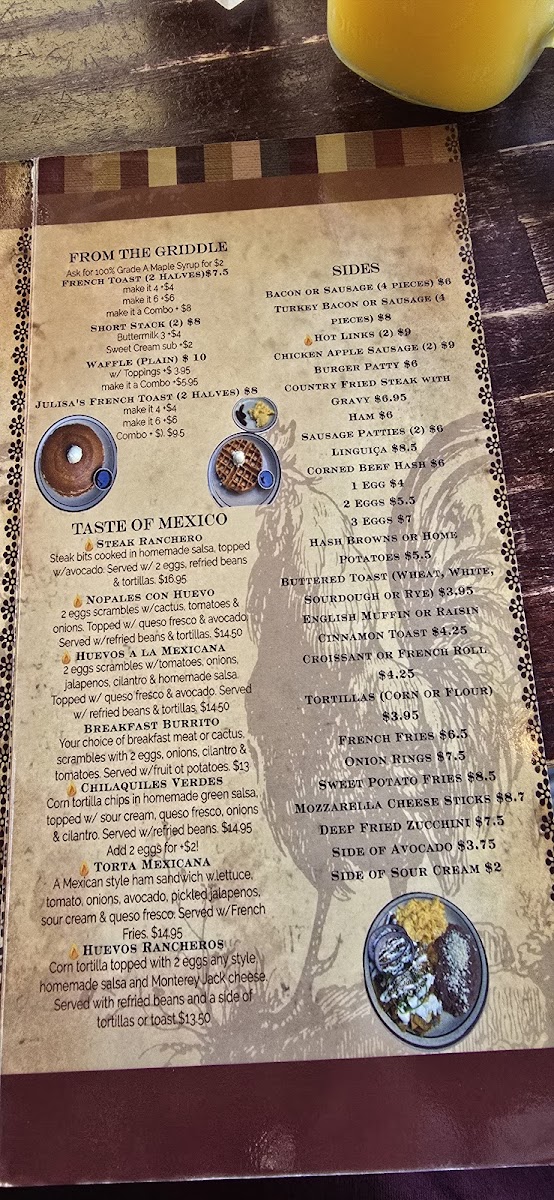 FROM THE GRIDDLE
Ask for 100% Grade A Maple Syrup for $2
FRENCH TOAST (2 HALVES)$7.5
make it 4 +$4
make it 6 +$6
make it a Combo + $8
SHORT STACK (2) $8
Buttermilk 3 +$4
Sweet Cream sub +$2
WAFFLE (PLAIN) $ 10
w/ Toppings +$ 3.95
make it a Combo +$5.95
JULISA'S FRENCH TOAST (2 HALVES) $8
make it 4 +$4
make it 6 +$6
Combo + $). $9.5
TASTE OF MEXICO
STEAK RANCHERO
Steak bits cooked in homemade salsa, topped
w/avocado. Served w/ 2 eggs, refried beans
& tortillas. $16.95
NOPALES CON HUEVO
2 eggs scrambles w/cactus, tomatoes &
onions. Topped w/ queso fresco & avocado
Served w/refried beans & tortillas, $14.50
HUEVOS A LA MEXICANA
2 eggs scrambles w/tomatoes, onions,
jalapenos, cilantro & homemade salsa.
Topped w/ queso fresco & avocado. Served
w/ refried beans & tortillas, $14.50
BREAKFAST BURRITO
Your choice of breakfast meat or cactus,
scrambles with 2 eggs, onions, cilantro &
tomatoes. Served w/fruit ot potatoes. $13
CHILAQUILES VERDES
Corn tortilla chips in homemade green salsa,
topped w/ sour cream, queso fresco, onions
& cilantro. Served w/refried beans. $14.95
Add 2 eggs for +$2!
TORTA MEXICANA
A Mexican style ham sandwich w.lettuce,
tomato, onions, avocado, pickled jalapenos,
sour cream & queso fresco. Served w/French
Fries. $14.95
HUEVOS RANCHEROS
Corn tortilla topped with 2 eggs any style,
homemade salsa and Monterey Jack cheese.
Served with refried beans and a side of
tortillas or toast.$13.50
SIDES
BACON OR SAUSAGE (4 PIECES) $6
TURKEY BACON OR SAUSAGE (4
PIECES) $8
HOT LINKS (2) $9
CHICKEN APPLE SAUSAGE (2) $9
BURGER PATTY $6
COUNTRY FRIED STEAK WITH
GRAVY $6.95
HAM $6
SAUSAGE PATTIES (2) $6
LINGUIÇA $8.5
CORNED BEEF HASH $6
1 EGG $4
2 EGGS $5.5
3 EGGS $7
HASH BROWNS OR HOME
POTATOES $5.5
BUTTERED TOAST (WHEAT, WHITE,
SOURDOUGH OR RYE) $3.95
ENGLISH MUFFIN OR RAISIN
CINNAMON TOAST $4.25
CROISSANT OR FRENCH ROLL
$4.25
TORTILLAS (CORN OR FLOUR)
$3.95
FRENCH FRIES $6.5
ONION RINGS $7.5
SWEET POTATO FRIES $8.5
MOZZARELLA CHEESE STICKS $8.7
DEEP FRIED ZUCCHINI $7.5
SIDE OF AVOCADO $3.75
SIDE OF SOUR CREAM $2